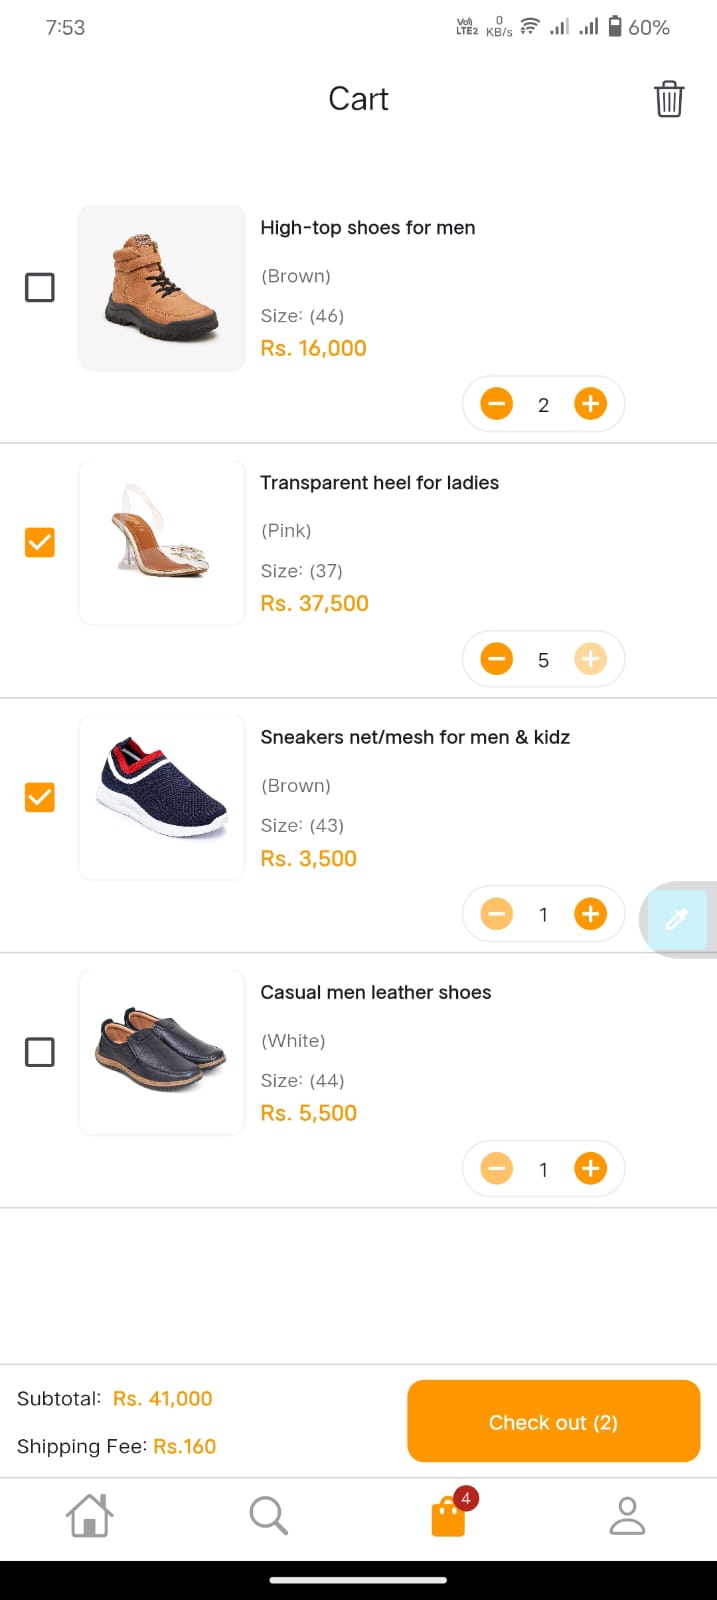 7:53
Vo) LTE2 0 KB/s 60%
Cart
High-top shoes for men
(Brown)
Size: (46)
Rs. 16,000
2
Transparent heel for ladies
(Pink)
Size: (37)
Rs. 37,500
5
Sneakers net/mesh for men & kidz
(Brown)
Size: (43)
Rs. 3,500
1
Casual men leather shoes
(White)
Size: (44)
Rs. 5,500
1
Subtotal: Rs. 41,000
Shipping Fee: Rs.160
Check out (2)
4